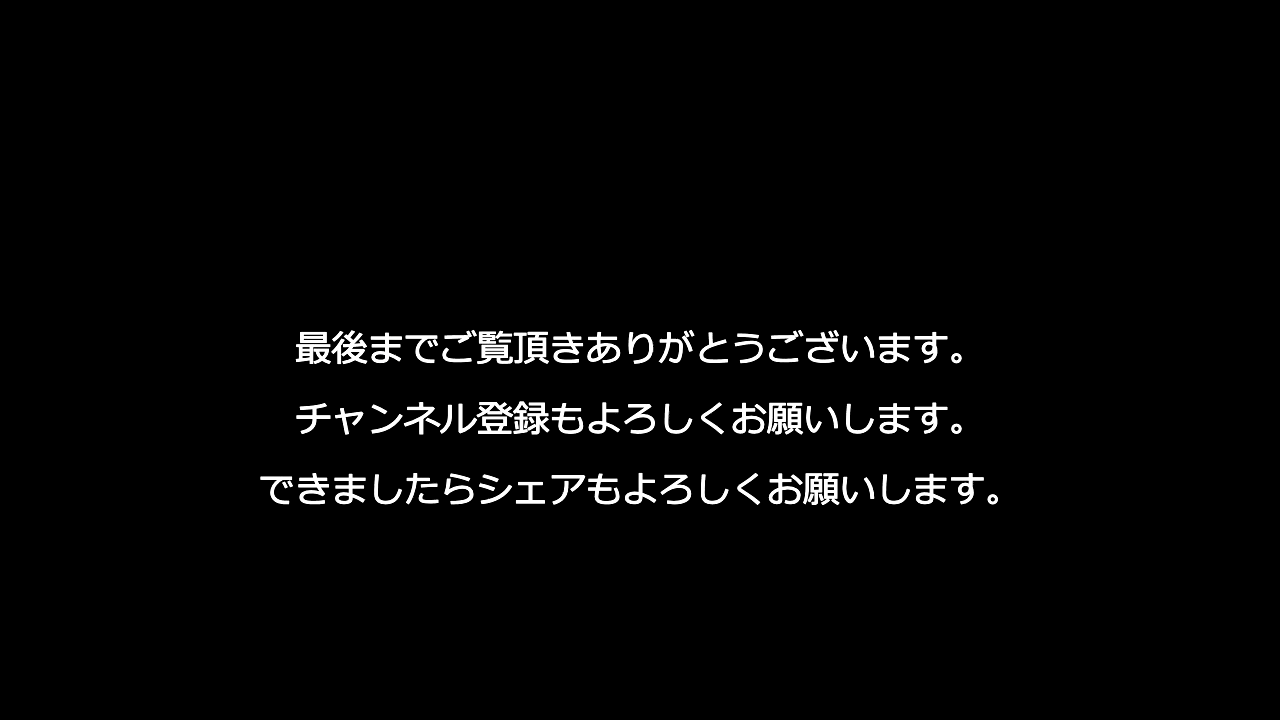 最後までご覧頂きありがとうございます。
チャンネル登録もよろしくお願いします。
できましたらシェアもよろしくお願いします。